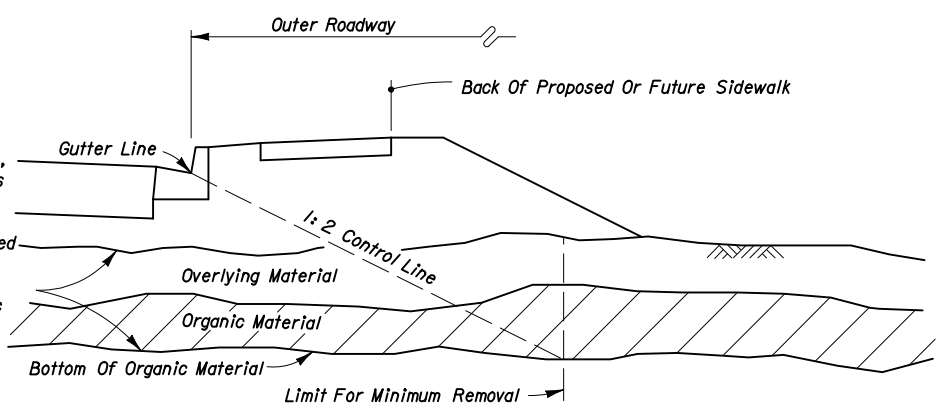 Outer Roadway
Back Of Proposed Or Future Sidewalk
Gutter Line
1: 2 Control Line
Overlying Material
Organic Material
Bottom Of Organic Material
Limit For Minimum Removal